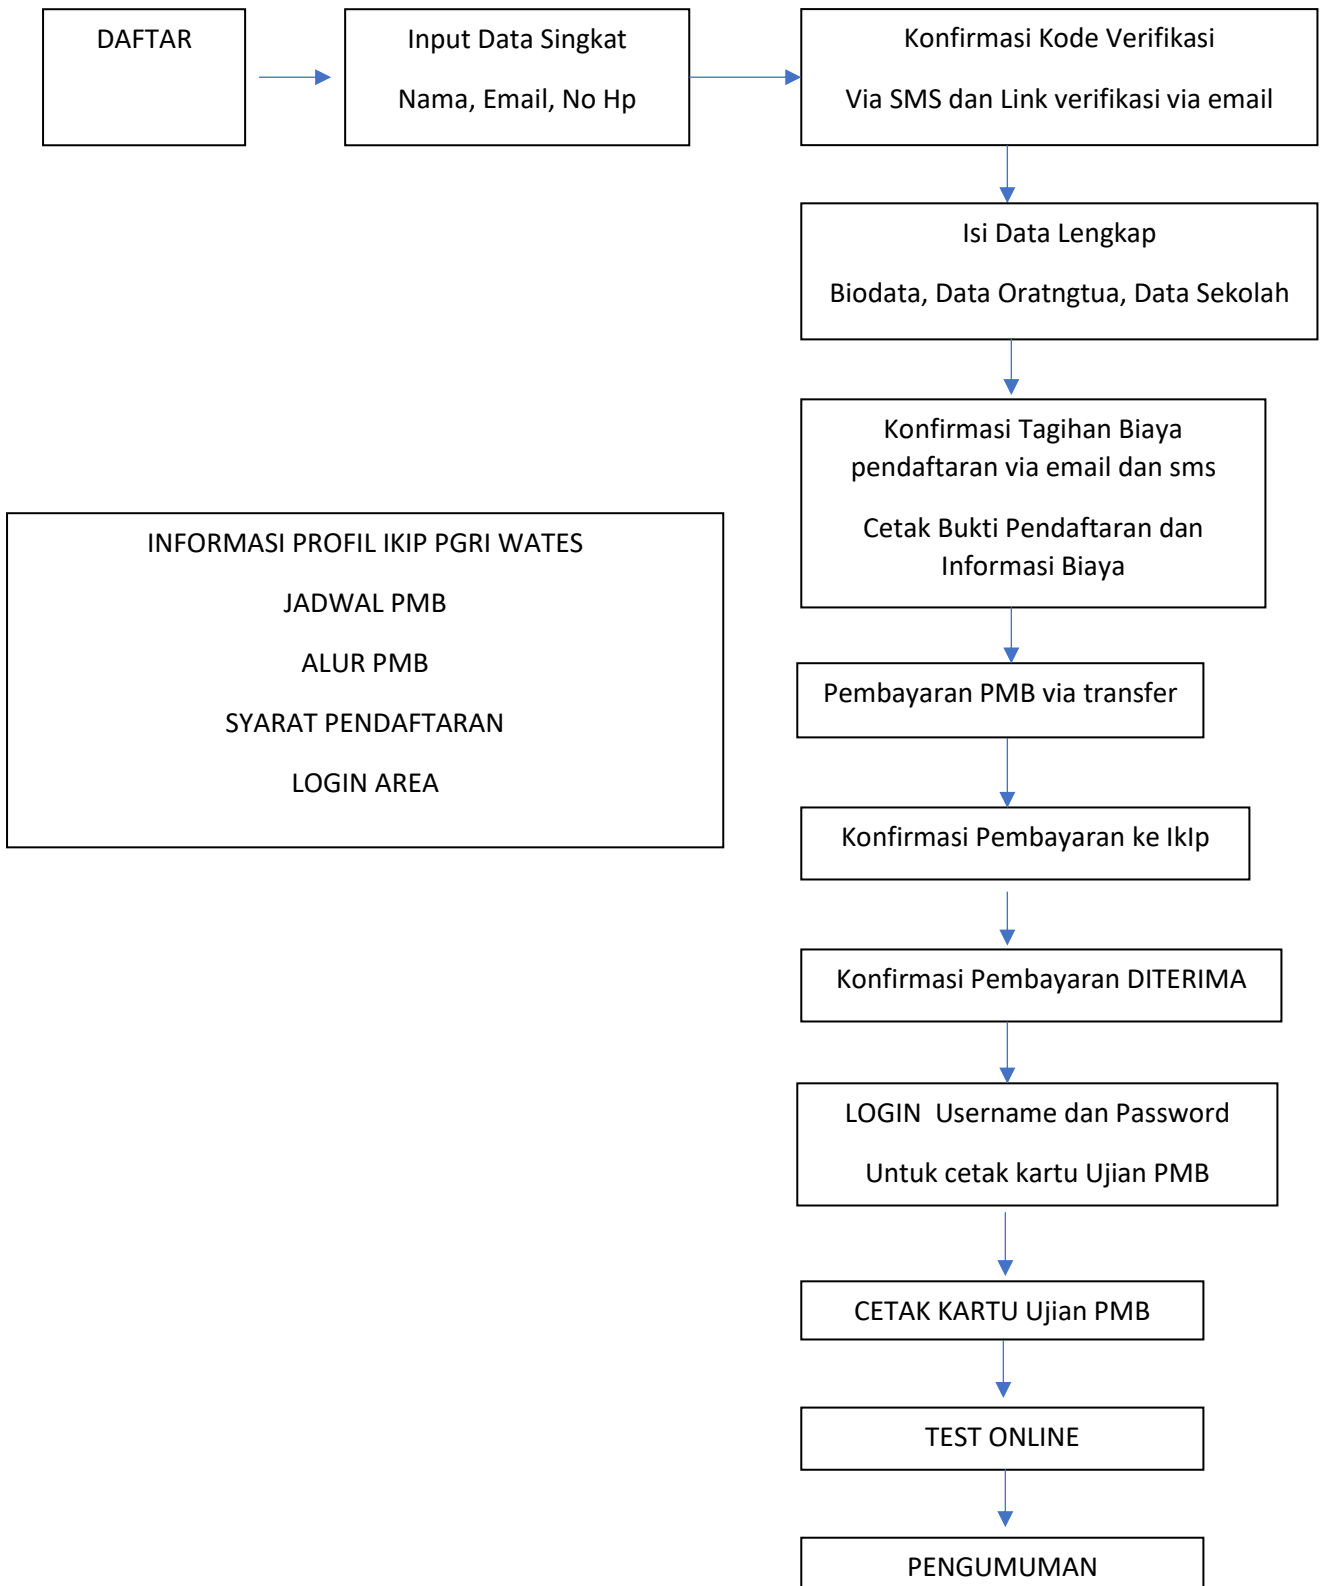 DAFTAR
Input Data Singkat
Nama, Email, No Hp
Konfirmasi Kode Verifikasi
Via SMS dan Link verifikasi via email
Isi Data Lengkap
Biodata, Data Oratngtua, Data Sekolah
Konfirmasi Tagihan Biaya
pendaftaran via email dan sms
Cetak Bukti Pendaftaran dan
Informasi Biaya
INFORMASI PROFIL IKIP PGRI WATES
JADWAL PMB
ALUR PMB
SYARAT PENDAFTARAN
LOGIN AREA
Pembayaran PMB via transfer
Konfirmasi Pembayaran ke IkIp
Konfirmasi Pembayaran DITERIMA
LOGIN  Username dan Password
Untuk cetak kartu Ujian PMB
CETAK KARTU Ujian PMB
TEST ONLINE
PENGUMUMAN